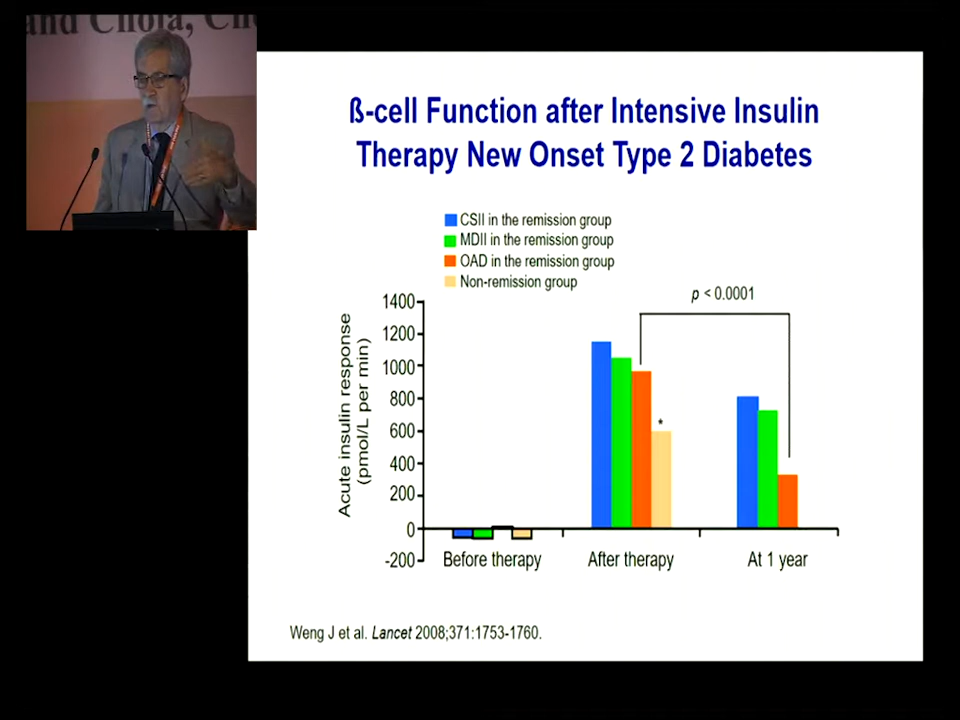 and Chola, Ch
ß-cell Function after Intensive Insulin
Therapy New Onset Type 2 Diabetes
CSII in the remission group
MDII in the remission group
OAD in the remission group
Non-remission group
p < 0.0001
Acute insulin response
(pmol/L per min)
1400
1200
1000
800
600
400
200
0
-200
*
Before therapy
After therapy
At 1 year
Weng J et al. Lancet 2008;371:1753-1760.